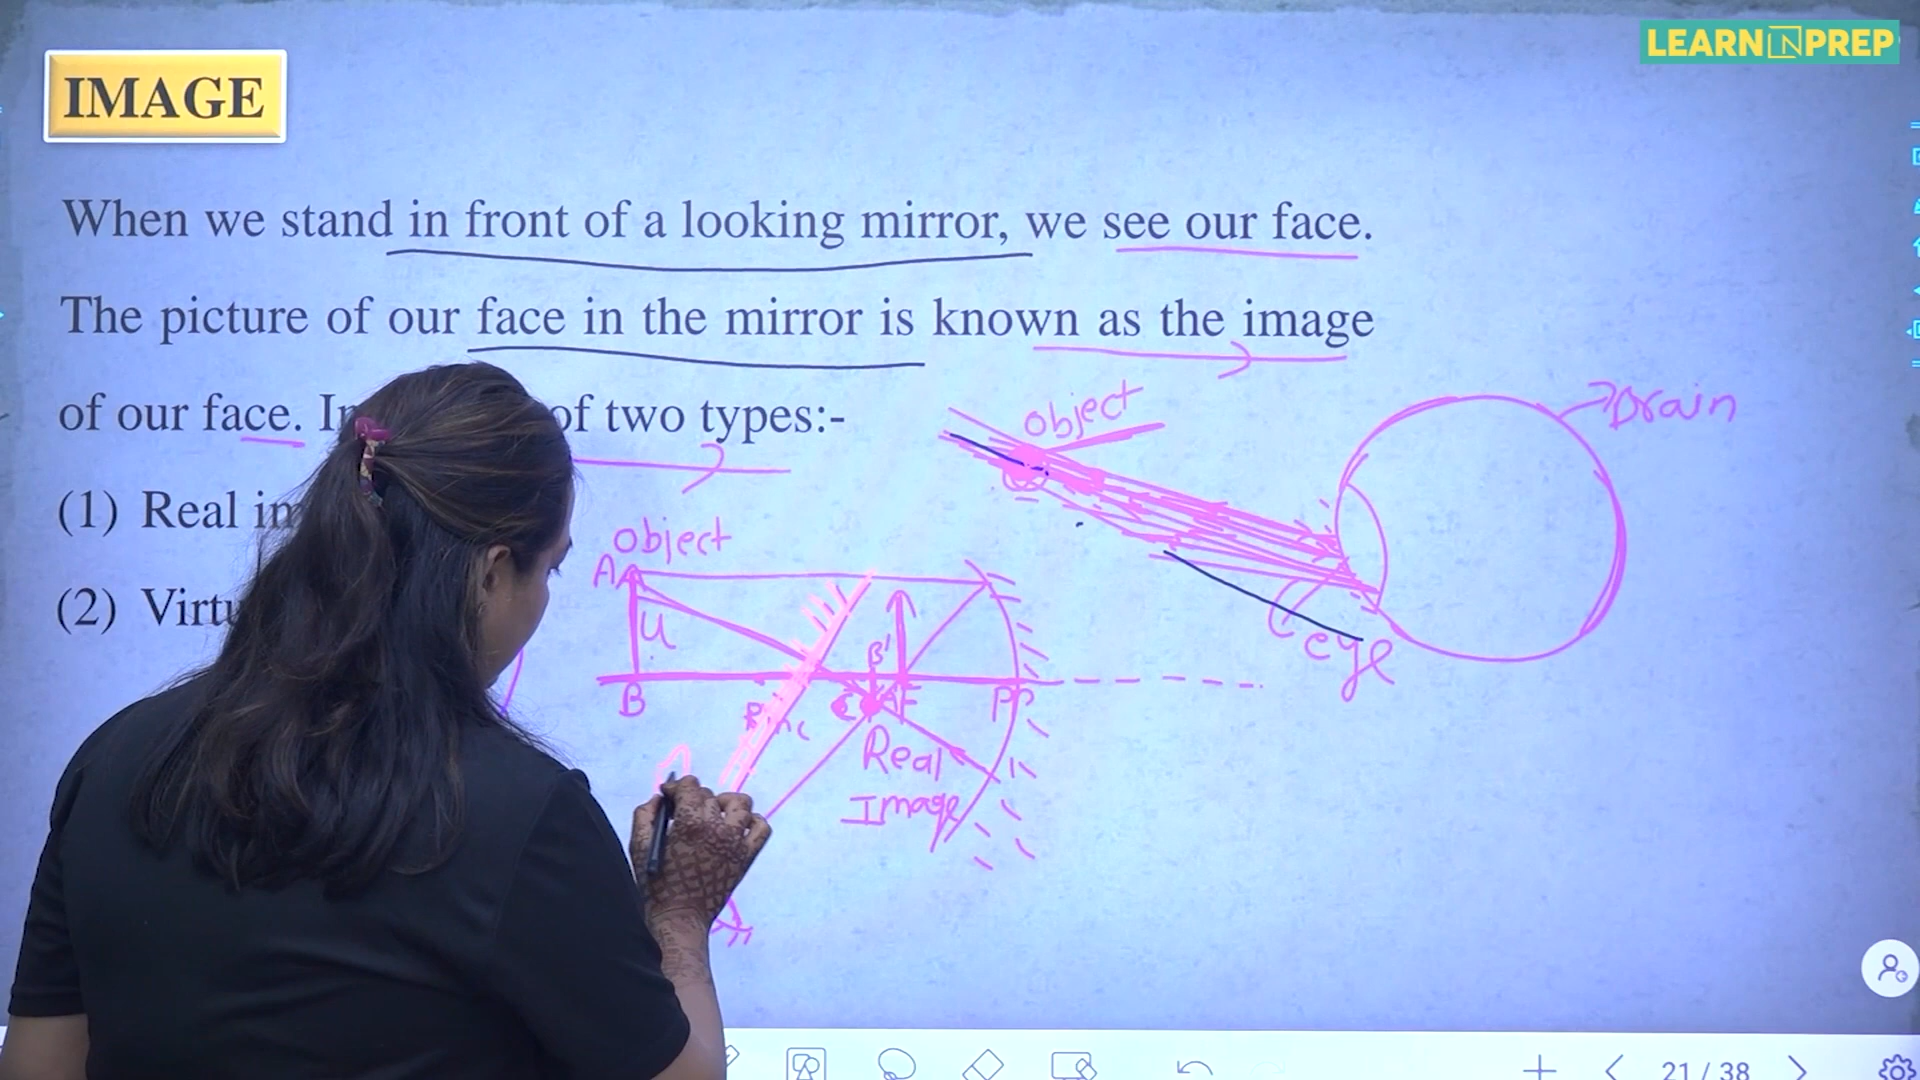 LEARN N PREP
IMAGE
When we stand in front of a looking mirror, we see our face.
The picture of our face in the mirror is known as the image
of our face. of two types:-
(1) Real
(2)
Object
Brain
eye
Object
A
U
B
B'
C
F
P
Real
Image
21 / 38